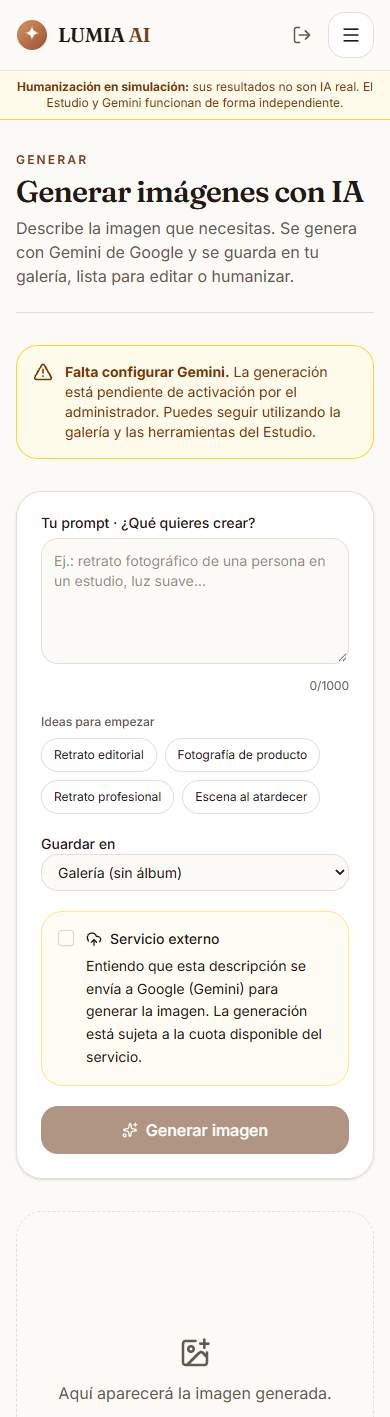 LUMIA AI
Humanización en simulación: sus resultados no son IA real. El
Estudio y Gemini funcionan de forma independiente.
GENERAR
Generar imágenes con IA
Describe la imagen que necesitas. Se genera
con Gemini de Google y se guarda en tu
galería, lista para editar o humanizar.
Falta configurar Gemini. La generación
está pendiente de activación por el
administrador. Puedes seguir utilizando la
galería y las herramientas del Estudio.
Tu prompt · ¿Qué quieres crear?
Ej.: retrato fotográfico de una persona en
un estudio, luz suave...
0/1000
Ideas para empezar
Retrato editorial
Fotografía de producto
Retrato profesional
Escena al atardecer
Guardar en
Galería (sin álbum)
Servicio externo
Entiendo que esta descripción se
envía a Google (Gemini) para
generar la imagen. La generación
está sujeta a la cuota disponible del
servicio.
Generar imagen
Aquí aparecerá la imagen generada.